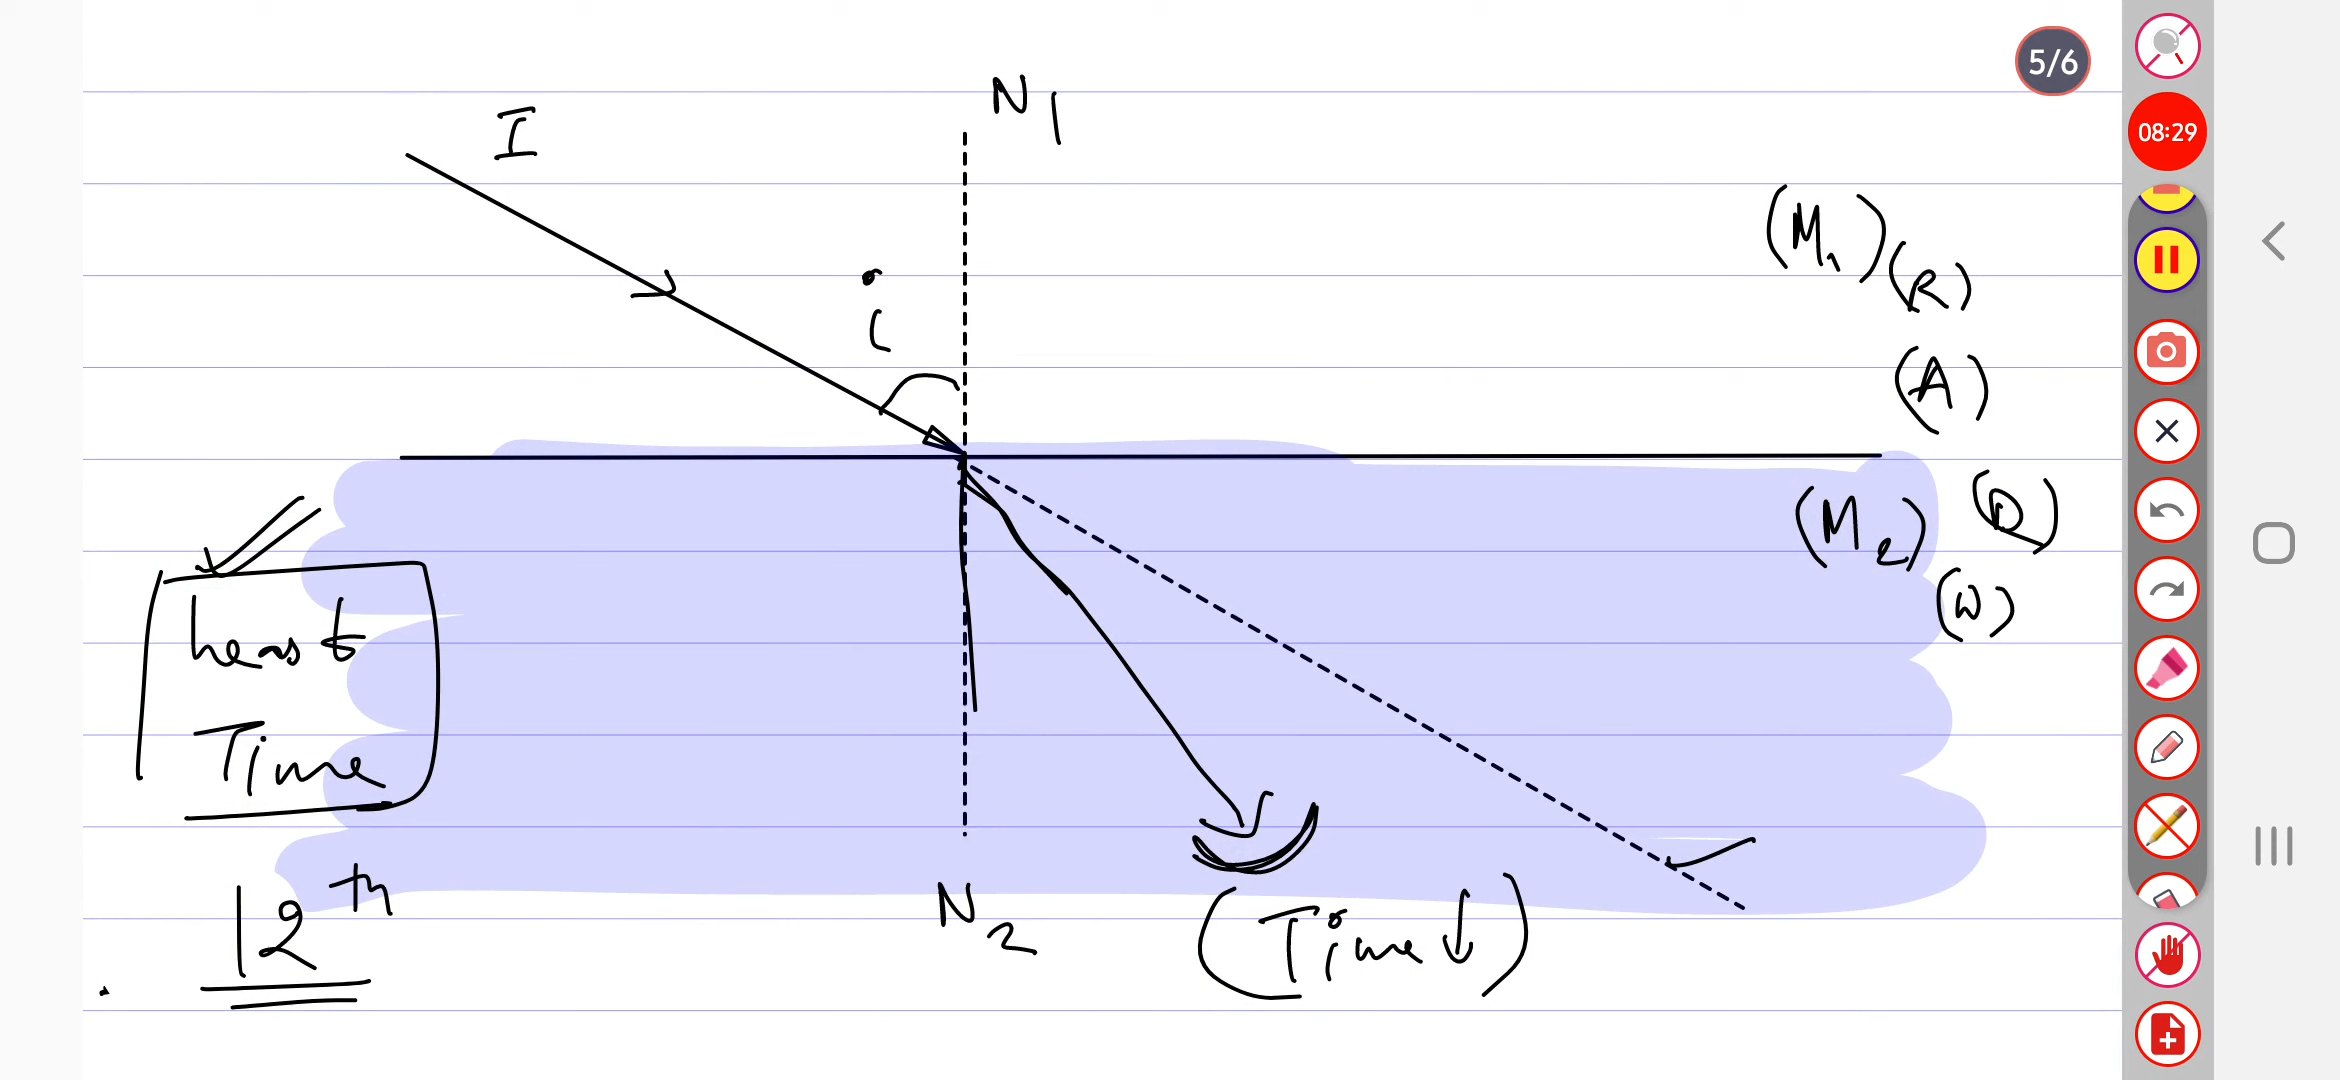 5/6
N1
I
08:29
(M1) (R)
i
(A)
(M2) (D)
(W)
least
Time
12th
N2
(Time ↓)